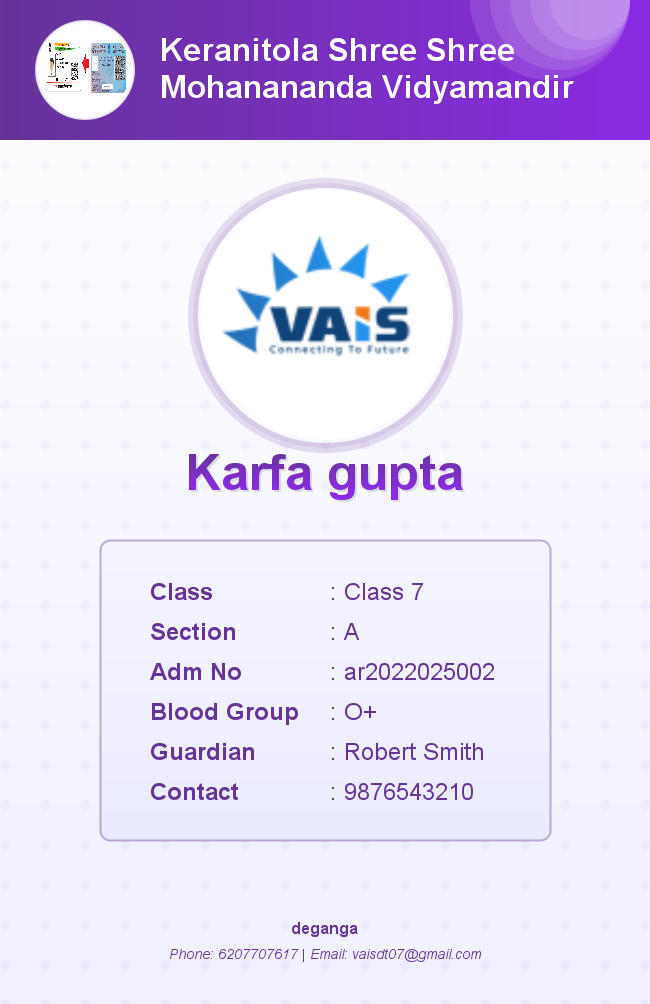 Keranitola Shree Shree
Mohanananda Vidyamandir
VAIS
Connecting To Future
Karfa gupta
Class : Class 7
Section : A
Adm No : ar2022025002
Blood Group : O+
Guardian : Robert Smith
Contact : 9876543210
deganga
Phone: 6207707617 | Email: vaisdt07@gmail.com